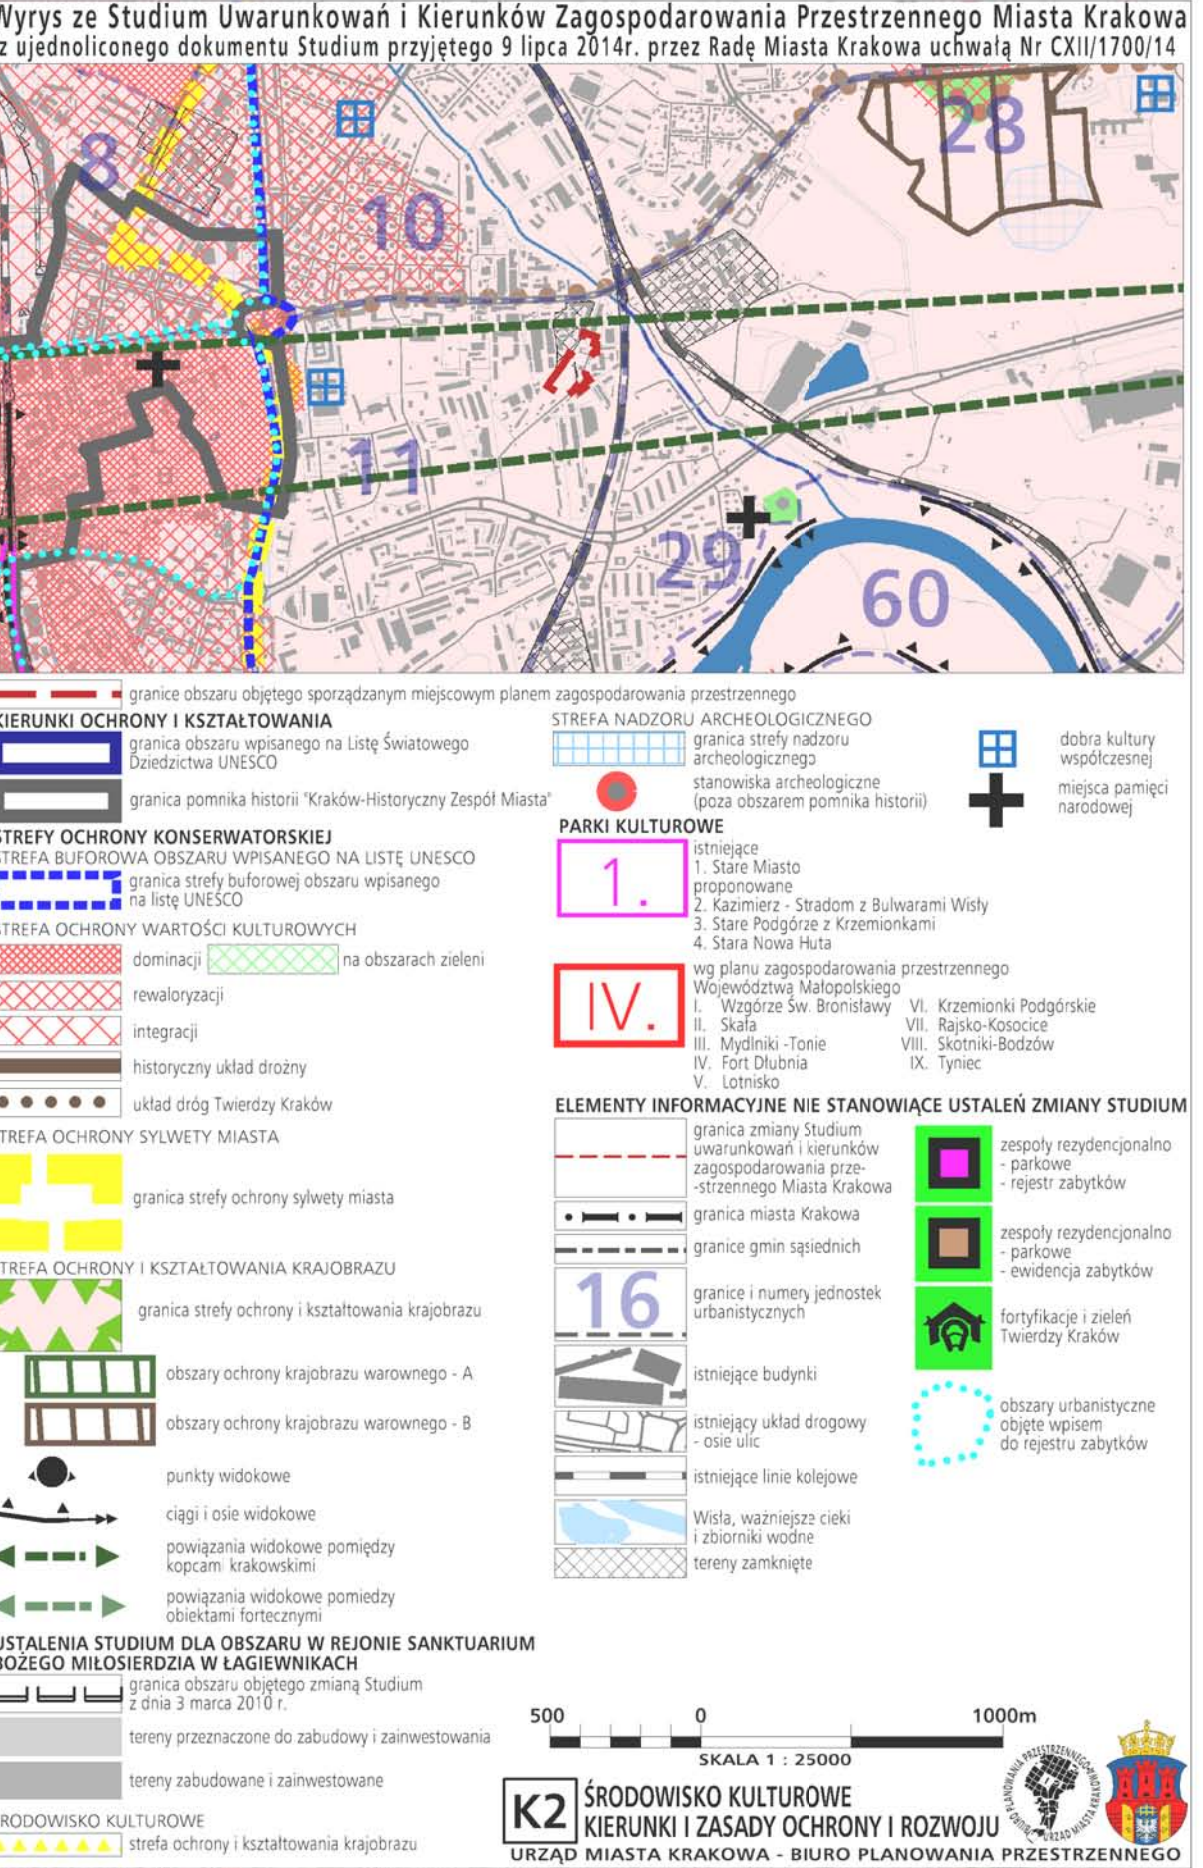 Wyrys ze Studium Uwarunkowań i Kierunków Zagospodarowania Przestrzennego Miasta Krakowa
z ujednoliconego dokumentu Studium przyjętego 9 lipca 2014r. przez Radę Miasta Krakowa uchwałą Nr CXII/1700/14
8
10
28
11
29
60
granice obszaru objętego sporządzanym miejscowym planem zagospodarowania przestrzennego
KIERUNKI OCHRONY I KSZTAŁTOWANIA
granica obszaru wpisanego na Listę Światowego
Dziedzictwa UNESCO
granica pomnika historii "Kraków-Historyczny Zespół Miasta"
STREFY OCHRONY KONSERWATORSKIEJ
STREFA BUFOROWA OBSZARU WPISANEGO NA LISTĘ UNESCO
granica strefy buforowej obszaru wpisanego
na listę UNESCO
STREFA OCHRONY WARTOŚCI KULTUROWYCH
dominacji
na obszarach zieleni
rewaloryzacji
integracji
historyczny układ drożny
układ dróg Twierdzy Kraków
STREFA OCHRONY SYLWETY MIASTA
granica strefy ochrony sylwety miasta
STREFA OCHRONY I KSZTAŁTOWANIA KRAJOBRAZU
granica strefy ochrony i kształtowania krajobrazu
obszary ochrony krajobrazu warownego - A
obszary ochrony krajobrazu warownego - B
punkty widokowe
ciągi i osie widokowe
powiązania widokowe pomiędzy
kopcami krakowskimi
powiązania widokowe pomiedzy
obiektami fortecznymi
USTALENIA STUDIUM DLA OBSZARU W REJONIE SANKTUARIUM
BOŻEGO MIŁOSIERDZIA W ŁAGIEWNIKACH
granica obszaru objętego zmianą Studium
z dnia 3 marca 2010 r.
tereny przeznaczone do zabudowy i zainwestowania
tereny zabudowane i zainwestowane
ŚRODOWISKO KULTUROWE
strefa ochrony i kształtowania krajobrazu
STREFA NADZORU ARCHEOLOGICZNEGO
granica strefy nadzoru
archeologicznego
stanowiska archeologiczne
(poza obszarem pomnika historii)
dobra kultury
współczesnej
miejsca pamięci
narodowej
PARKI KULTUROWE
1.
istniejące
1. Stare Miasto
proponowane
2. Kazimierz - Stradom z Bulwarami Wisły
3. Stare Podgórze z Krzemionkami
4. Stara Nowa Huta
IV.
wg planu zagospodarowania przestrzennego
Województwa Małopolskiego
I. Wzgórze Św. Bronisławy VI. Krzemionki Podgórskie
II. Skała VII. Rajsko-Kosocice
III. Mydlniki -Tonie VIII. Skotniki-Bodzów
IV. Fort Dłubnia IX. Tyniec
V. Lotnisko
ELEMENTY INFORMACYJNE NIE STANOWIĄCE USTALEŃ ZMIANY STUDIUM
granica zmiany Studium
uwarunkowań i kierunków
zagospodarowania prze-
-strzennego Miasta Krakowa
granica miasta Krakowa
granice gmin sąsiednich
16
granice i numery jednostek
urbanistycznych
istniejące budynki
istniejący układ drogowy
- osie ulic
istniejące linie kolejowe
Wisła, ważniejsze cieki
i zbiorniki wodne
tereny zamknięte
zespoły rezydencjonalno
- parkowe
- rejestr zabytków
zespoły rezydencjonalno
- parkowe
- ewidencja zabytków
fortyfikacje i zieleń
Twierdzy Kraków
obszary urbanistyczne
objęte wpisem
do rejestru zabytków
500 0 1000m
SKALA 1 : 25000
K2
ŚRODOWISKO KULTUROWE
KIERUNKI I ZASADY OCHRONY I ROZWOJU
BIURO PLANOWANIA PRZESTRZENNEGO
URZĄD MIASTA KRAKOWA
URZĄD MIASTA KRAKOWA - BIURO PLANOWANIA PRZESTRZENNEGO